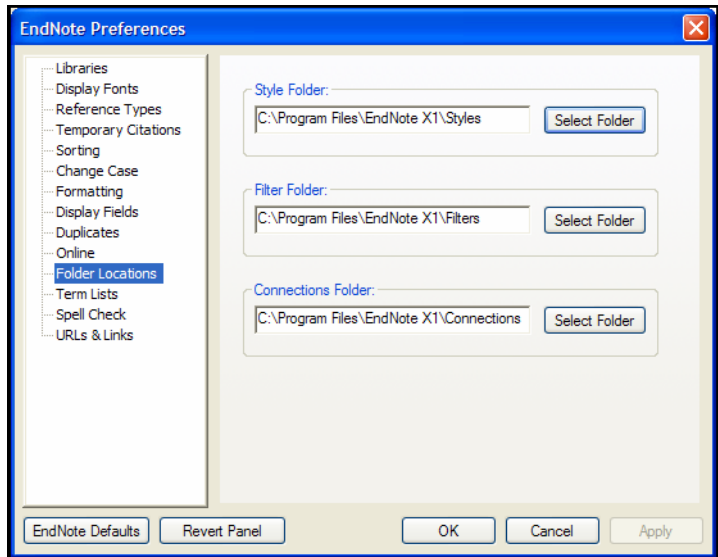 EndNote Preferences
Libraries
Display Fonts
Reference Types
Temporary Citations
Sorting
Change Case
Formatting
Display Fields
Duplicates
Online
Folder Locations
Term Lists
Spell Check
URLs & Links
Style Folder:
C:\Program Files\EndNote X1\Styles
Select Folder
Filter Folder:
C:\Program Files\EndNote X1\Filters
Select Folder
Connections Folder:
C:\Program Files\EndNote X1\Connections
Select Folder
EndNote Defaults
Revert Panel
OK
Cancel
Apply